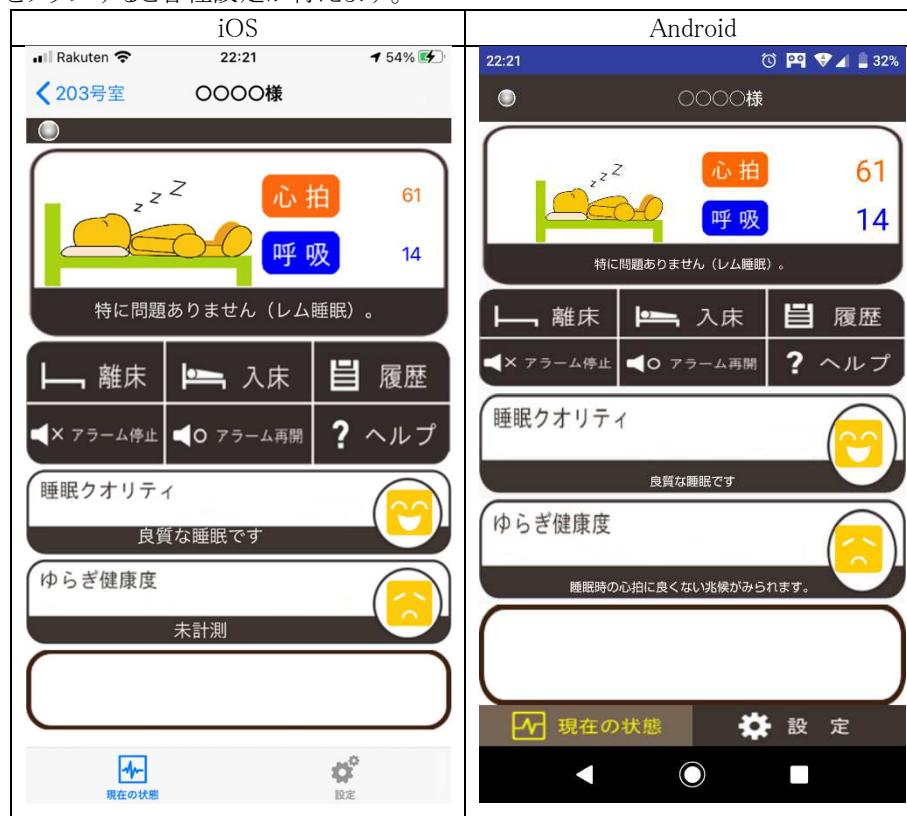 iOS
Android
Rakuten 22:21 54%
203号室 〇〇〇〇様
心拍 61
呼吸 14
特に問題ありません（レム睡眠）。
離床 入床 履歴
アラーム停止 アラーム再開 ? ヘルプ
睡眠クオリティ
良質な睡眠です
ゆらぎ健康度
未計測
現在の状態 設定
22:21 32%
〇〇〇〇様
心拍 61
呼吸 14
特に問題ありません（レム睡眠）。
離床 入床 履歴
アラーム停止 アラーム再開 ? ヘルプ
睡眠クオリティ
良質な睡眠です
ゆらぎ健康度
睡眠時の心拍に良くない兆候がみられます。
現在の状態 設 定